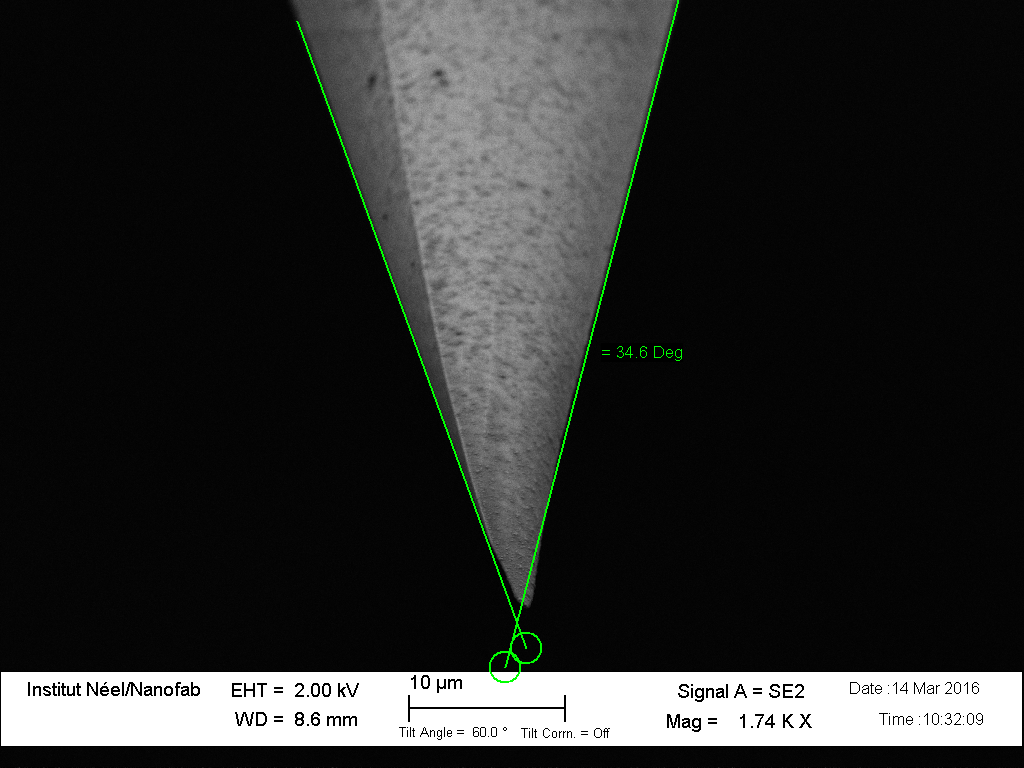 = 34.6 Deg
Institut Néel/Nanofab
EHT = 2.00 kV
WD = 8.6 mm
10 µm
Tilt Angle = 60.0 ° Tilt Corrn. = Off
Signal A = SE2
Mag = 1.74 K X
Date :14 Mar 2016
Time :10:32:09